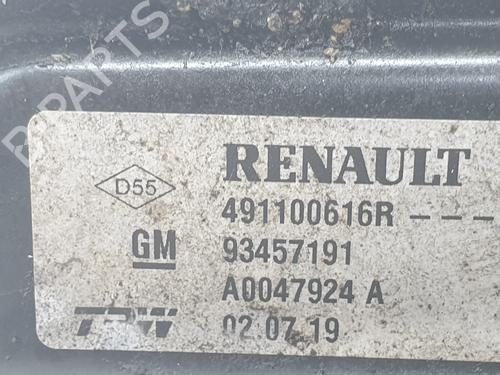 RENAULT
D55
491100616R
GM
93457191
A0047924 A
TRW
02.07.19